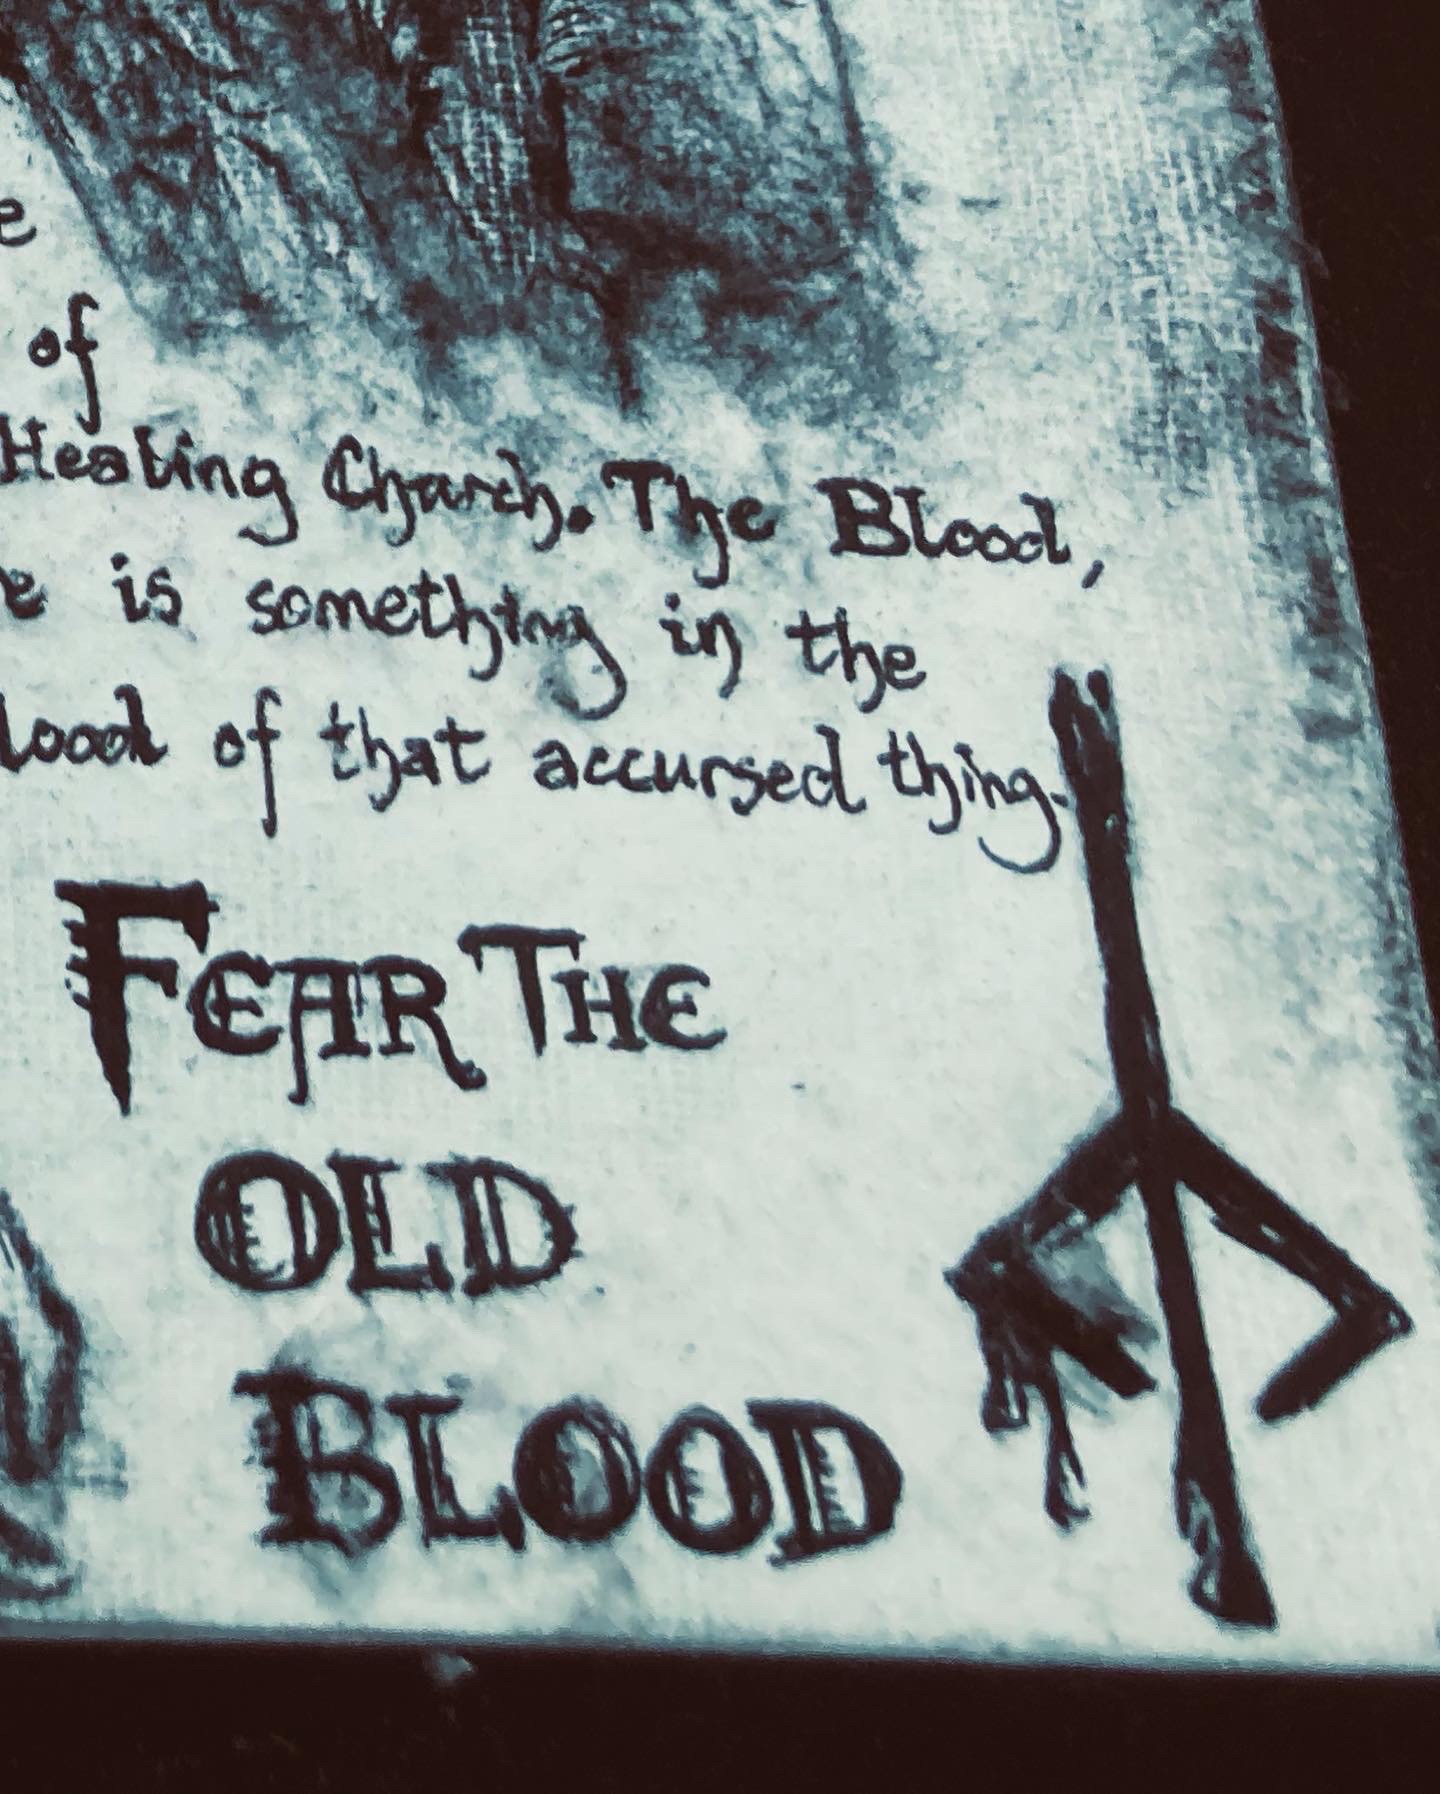 e
of
Healing Church. The Blood,
e is something in the
lood of that accursed thing.
FEAR THE
OLD
BLOOD